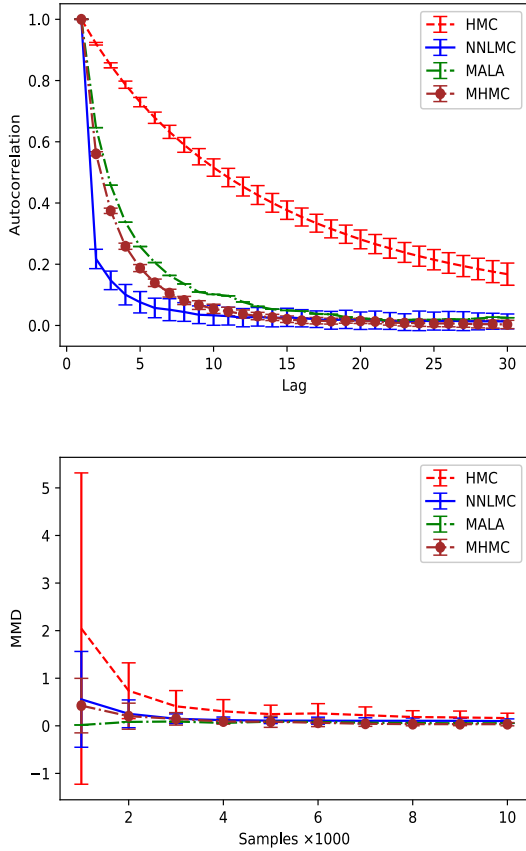 1.0
0.8
0.6
0.4
0.2
0.0
Autocorrelation
HMC
NNLMC
MALA
MHMC
0 5 10 15 20 25 30
Lag
5
4
3
2
1
0
−1
MMD
HMC
NNLMC
MALA
MHMC
2 4 6 8 10
Samples ×1000